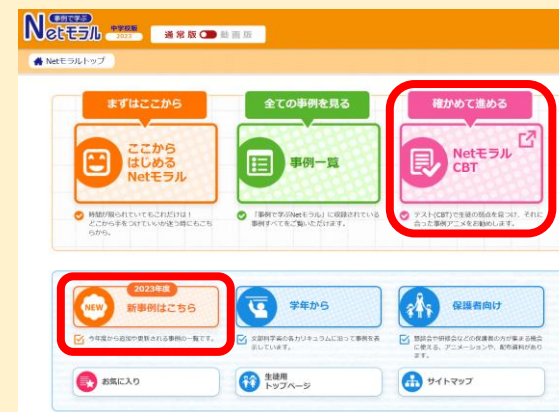 事例で学ぶ
Netモラル
中学校版
2023
通常版
動画版
Netモラルトップ
まずはここから
ここから
はじめる
Netモラル
時間が限られていてもこれだけは！
どこから手をつけていいか迷う時にもこち
らから。
全ての事例を見る
事例一覧
「事例で学ぶNetモラル」に収録されている
事例すべてをご覧いただけます。
確かめて進める
Netモラル
CBT
テスト(CBT)で生徒の弱点を見つけ、それに
合った事例アニメをお勧めします。
2023年度
NEW
新事例はこちら
今年度から追加や更新される事例の一覧です。
学年から
文部科学省の各カリキュラムに沿って事例を表
示しています。
保護者向け
懇談会や研修会などの保護者の方が集まる機会
に使える、アニメーションや、配布資料があり
ます。
お気に入り
生徒用
トップページ
サイトマップ